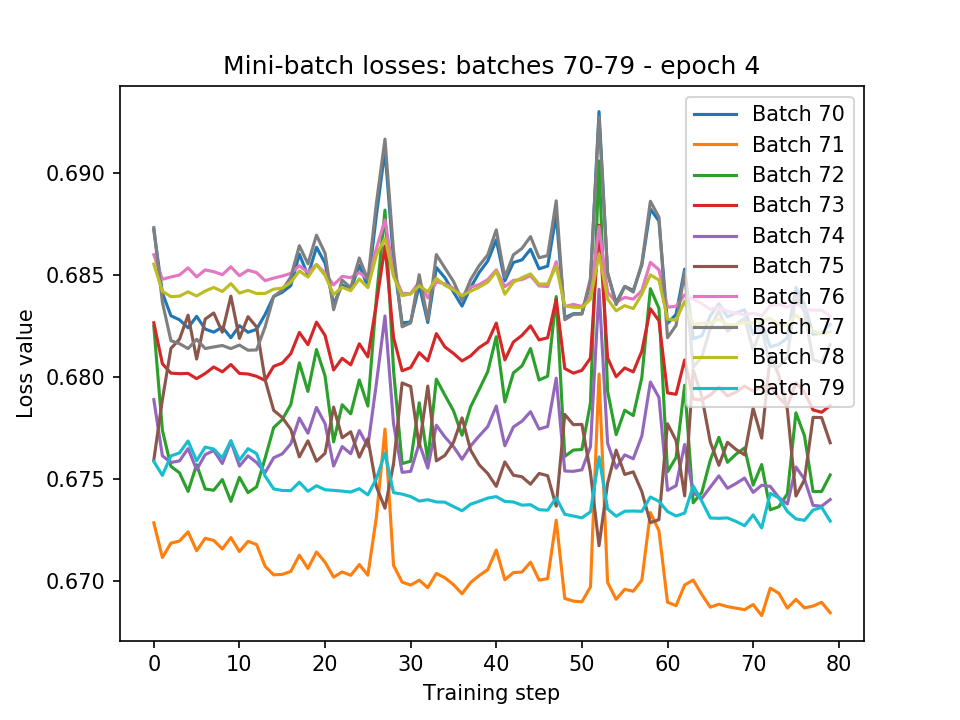 Mini-batch losses: batches 70-79 - epoch 4
Loss value
0.690
0.685
0.680
0.675
0.670
0
10
20
30
40
50
60
70
80
Training step
Batch 70
Batch 71
Batch 72
Batch 73
Batch 74
Batch 75
Batch 76
Batch 77
Batch 78
Batch 79